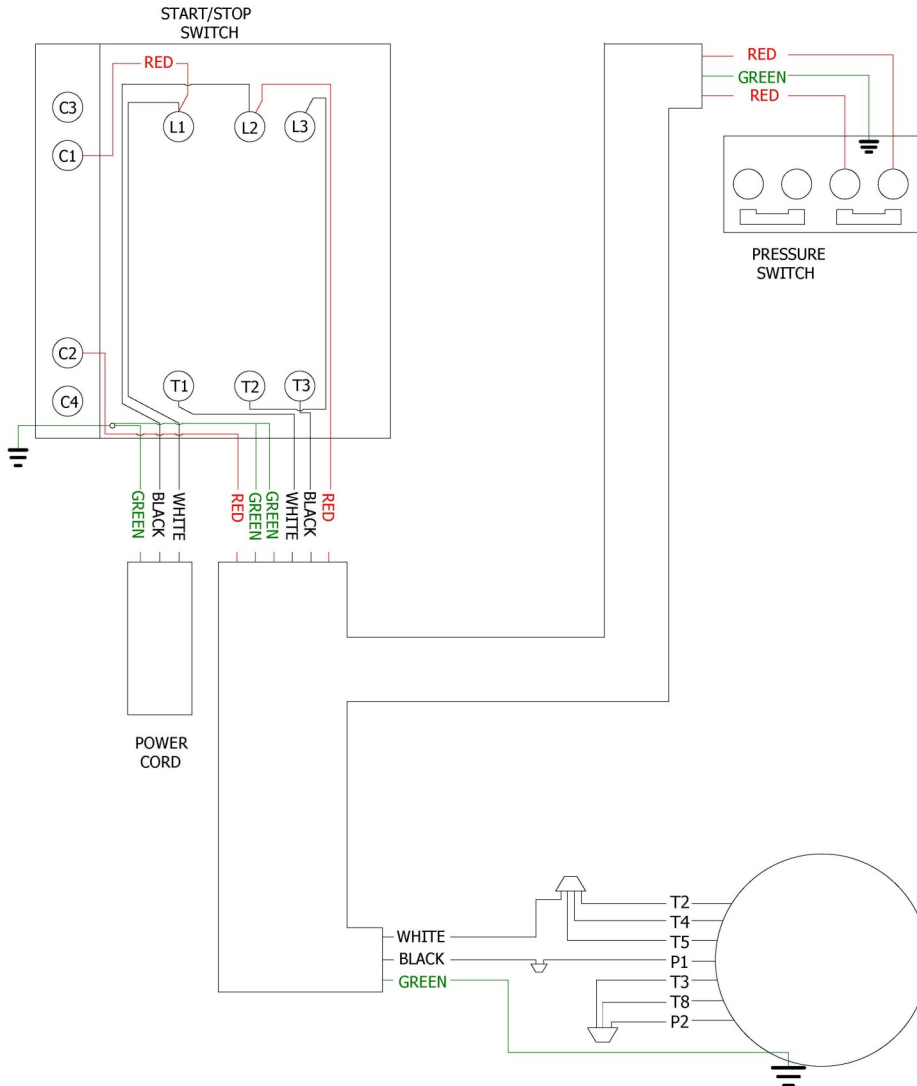 START/STOP
SWITCH
RED
C3
C1
L1
L2
L3
C2
C4
T1
T2
T3
RED
GREEN
RED
PRESSURE
SWITCH
GREEN
BLACK
WHITE
RED
GREEN
GREEN
WHITE
BLACK
RED
POWER
CORD
WHITE
BLACK
GREEN
T2
T4
T5
P1
T3
T8
P2